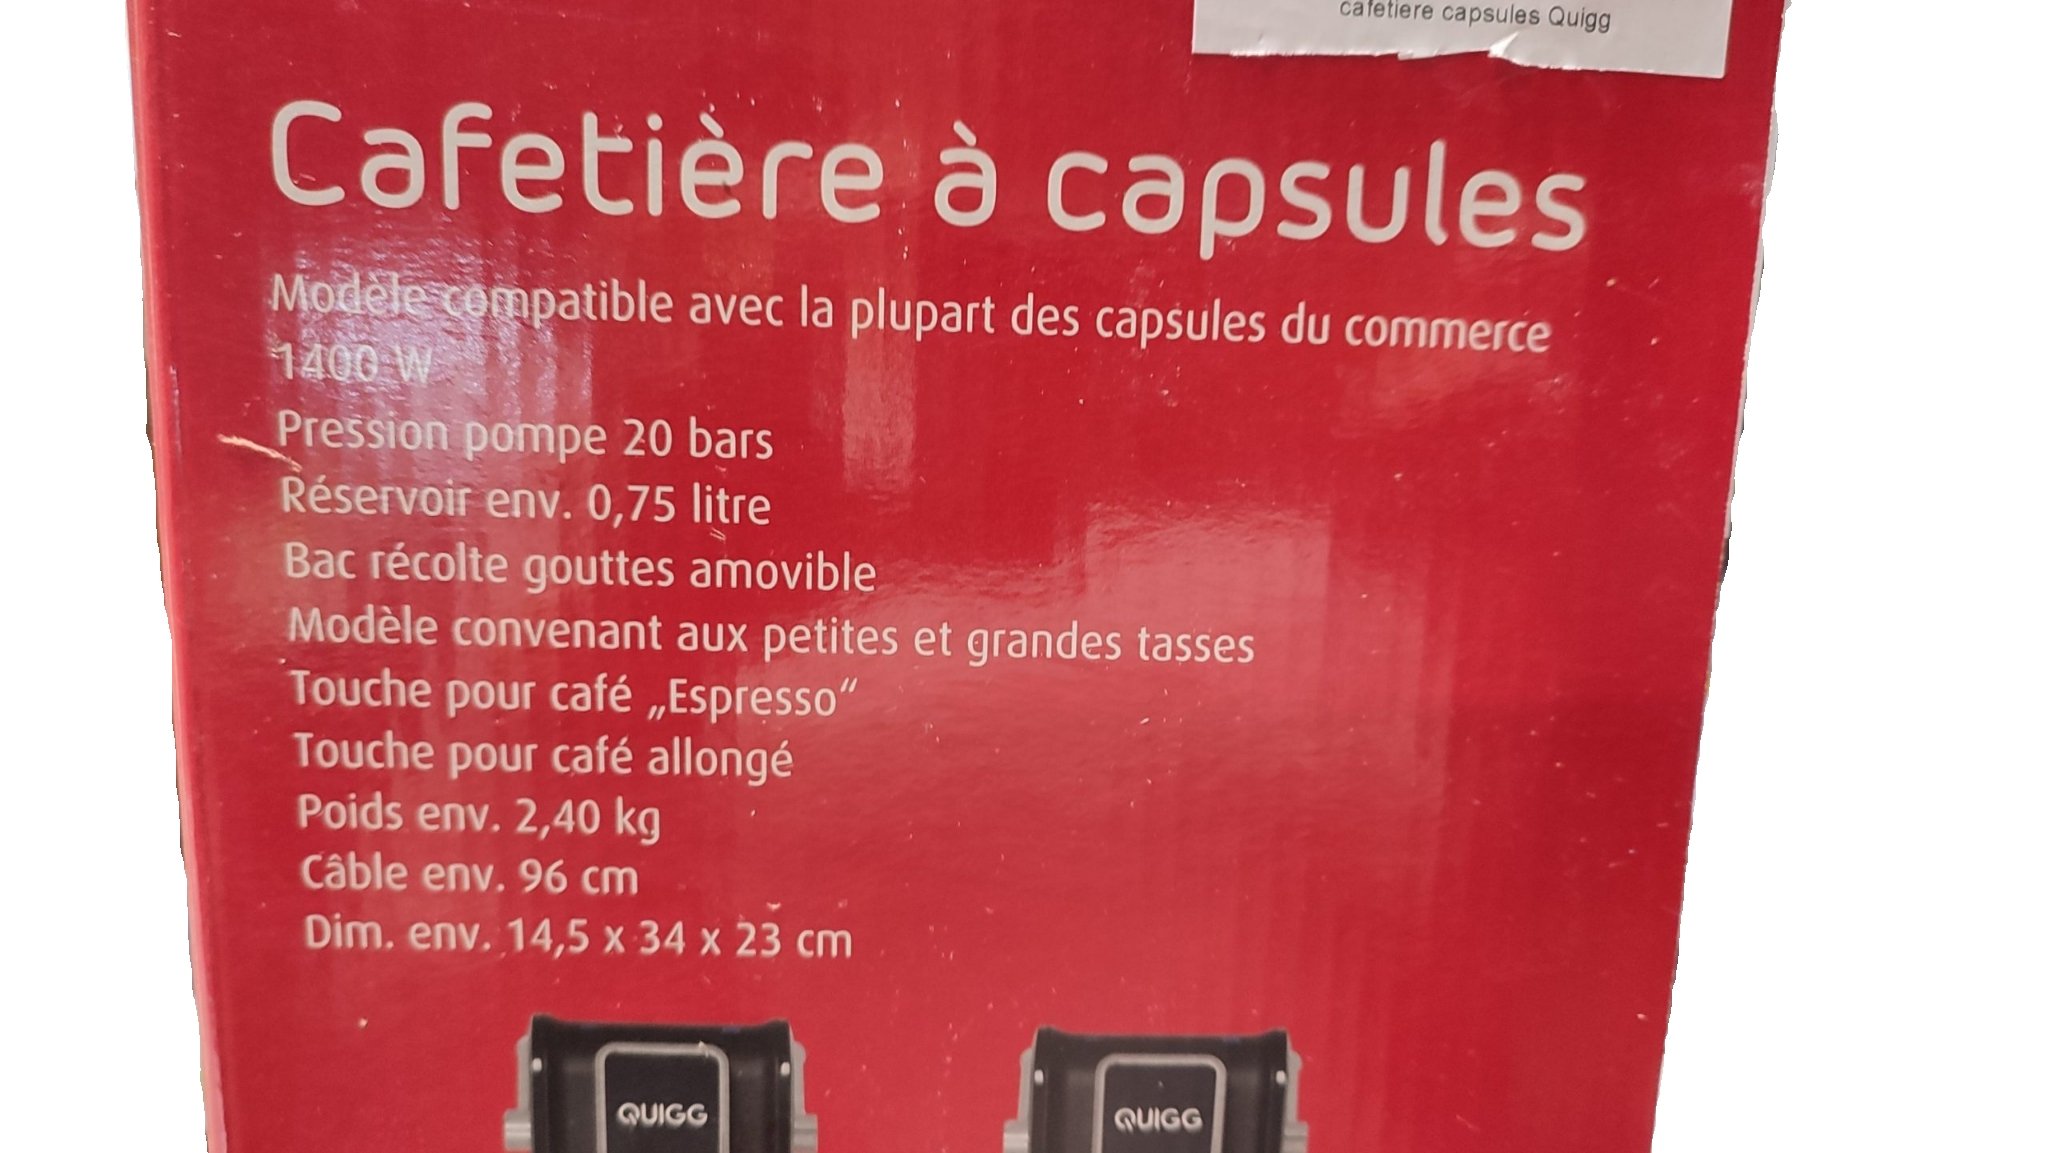 cafetiere capsules Quigg
Cafetière à capsules
Modèle compatible avec la plupart des capsules du commerce
1400 W
Pression pompe 20 bars
Réservoir env. 0,75 litre
Bac récolte gouttes amovible
Modèle convenant aux petites et grandes tasses
Touche pour café „Espresso“
Touche pour café allongé
Poids env. 2,40 kg
Câble env. 96 cm
Dim. env. 14,5 x 34 x 23 cm
QUIGG
QUIGG